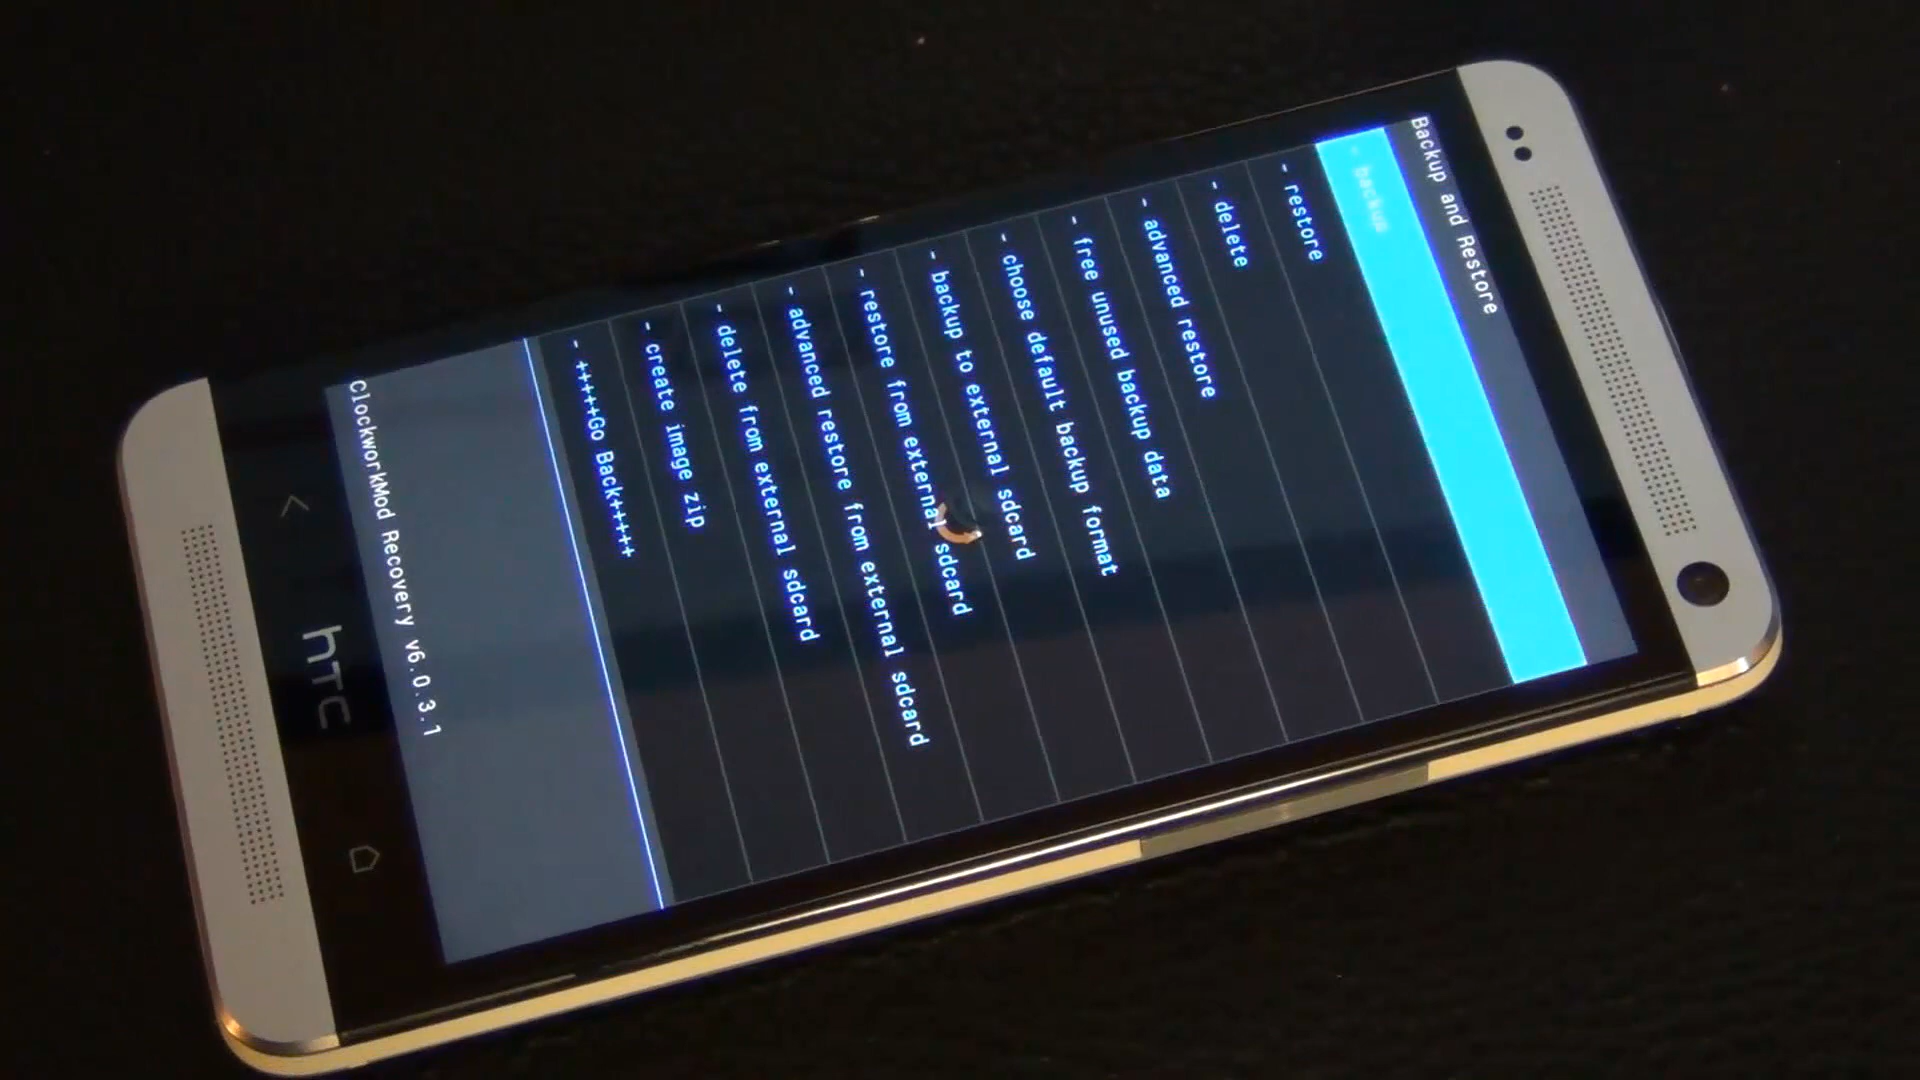 Backup and Restore
- backup
- restore
- delete
- advanced restore
- free unused backup data
- choose default backup format
- backup to external sdcard
- restore from external sdcard
- advanced restore from external sdcard
- delete from external sdcard
- create image zip
- +++++Go Back+++++
ClockworkMod Recovery v6.0.3.1
hTC